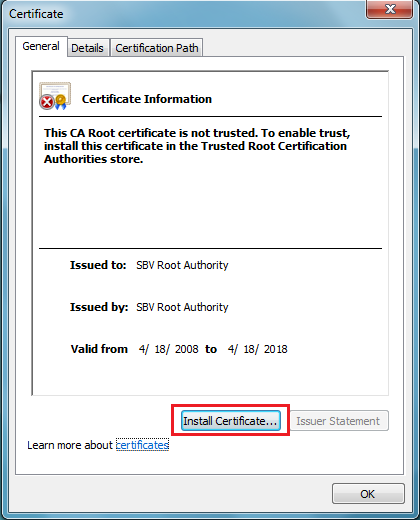 Certificate
General Details Certification Path
Certificate Information
This CA Root certificate is not trusted. To enable trust,
install this certificate in the Trusted Root Certification
Authorities store.
Issued to: SBV Root Authority
Issued by: SBV Root Authority
Valid from 4/ 18/ 2008 to 4/ 18/ 2018
Install Certificate... Issuer Statement
Learn more about certificates
OK